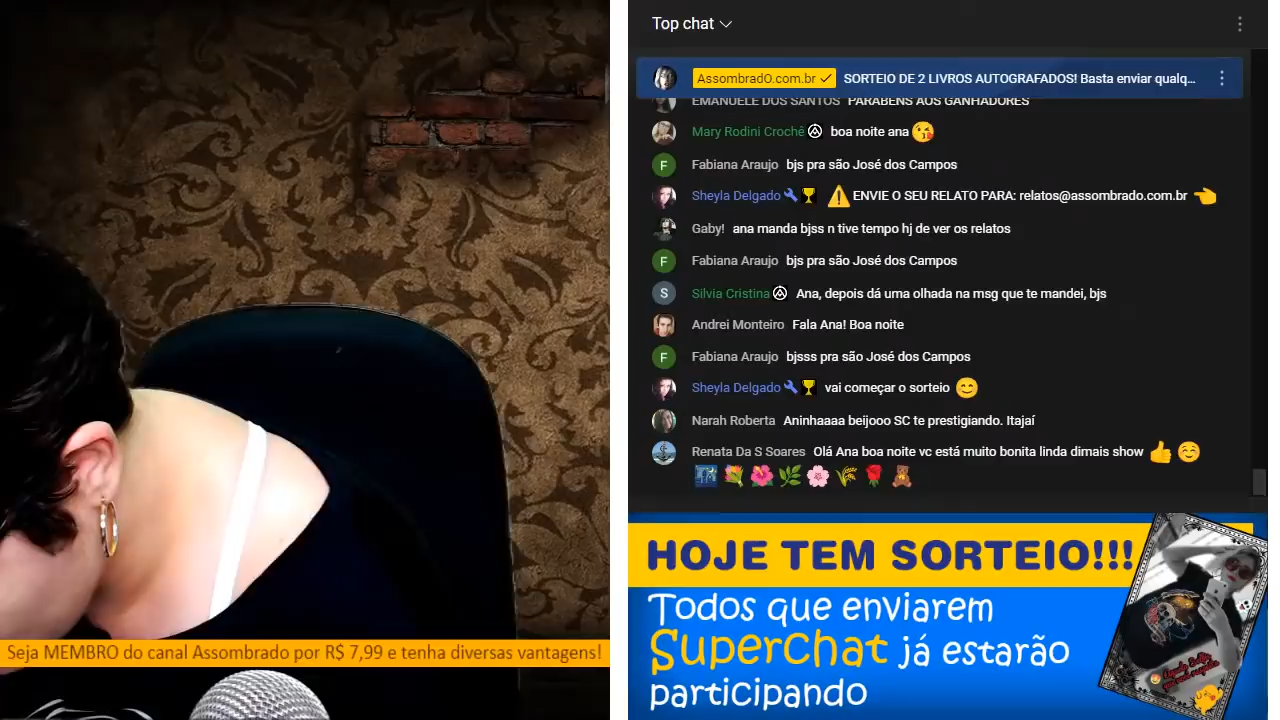 Top chat
AssombradO.com.br SORTEIO DE 2 LIVROS AUTOGRAFADOS! Basta enviar qualq...
EMANUELE DOS SANTOS PARABÉNS AOS GANHADORES
Mary Rodini Crochê boa noite ana
F Fabiana Araujo bjs pra são José dos Campos
Sheyla Delgado ENVIE O SEU RELATO PARA: relatos@assombrado.com.br
Gaby! ana manda bjss n tive tempo hj de ver os relatos
F Fabiana Araujo bjs pra são José dos Campos
S Silvia Cristina Ana, depois dá uma olhada na msg que te mandei, bjs
Andrei Monteiro Fala Ana! Boa noite
F Fabiana Araujo bjsss pra são José dos Campos
Sheyla Delgado vai começar o sorteio
Narah Roberta Aninhaaaa beijooo SC te prestigiando. Itajaí
Renata Da S Soares Olá Ana boa noite vc está muito bonita linda dimais show
HOJE TEM SORTEIO!!!
Todos que enviarem
Superchat já estarão
participando
Seja MEMBRO do canal Assombrado por R$ 7,99 e tenha diversas vantagens!